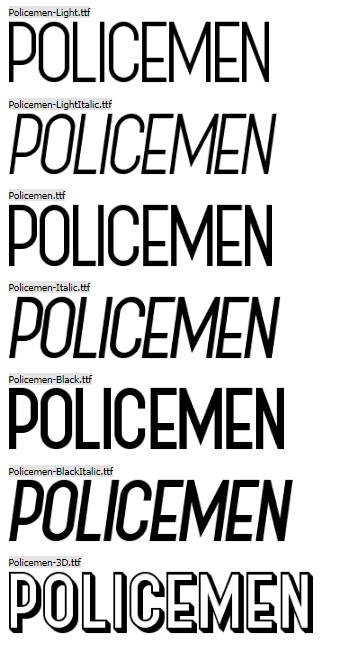 Policemen-Light.ttf
POLICEMEN
Policemen-LightItalic.ttf
POLICEMEN
Policemen.ttf
POLICEMEN
Policemen-Italic.ttf
POLICEMEN
Policemen-Black.ttf
POLICEMEN
Policemen-BlackItalic.ttf
POLICEMEN
Policemen-3D.ttf
POLICEMEN